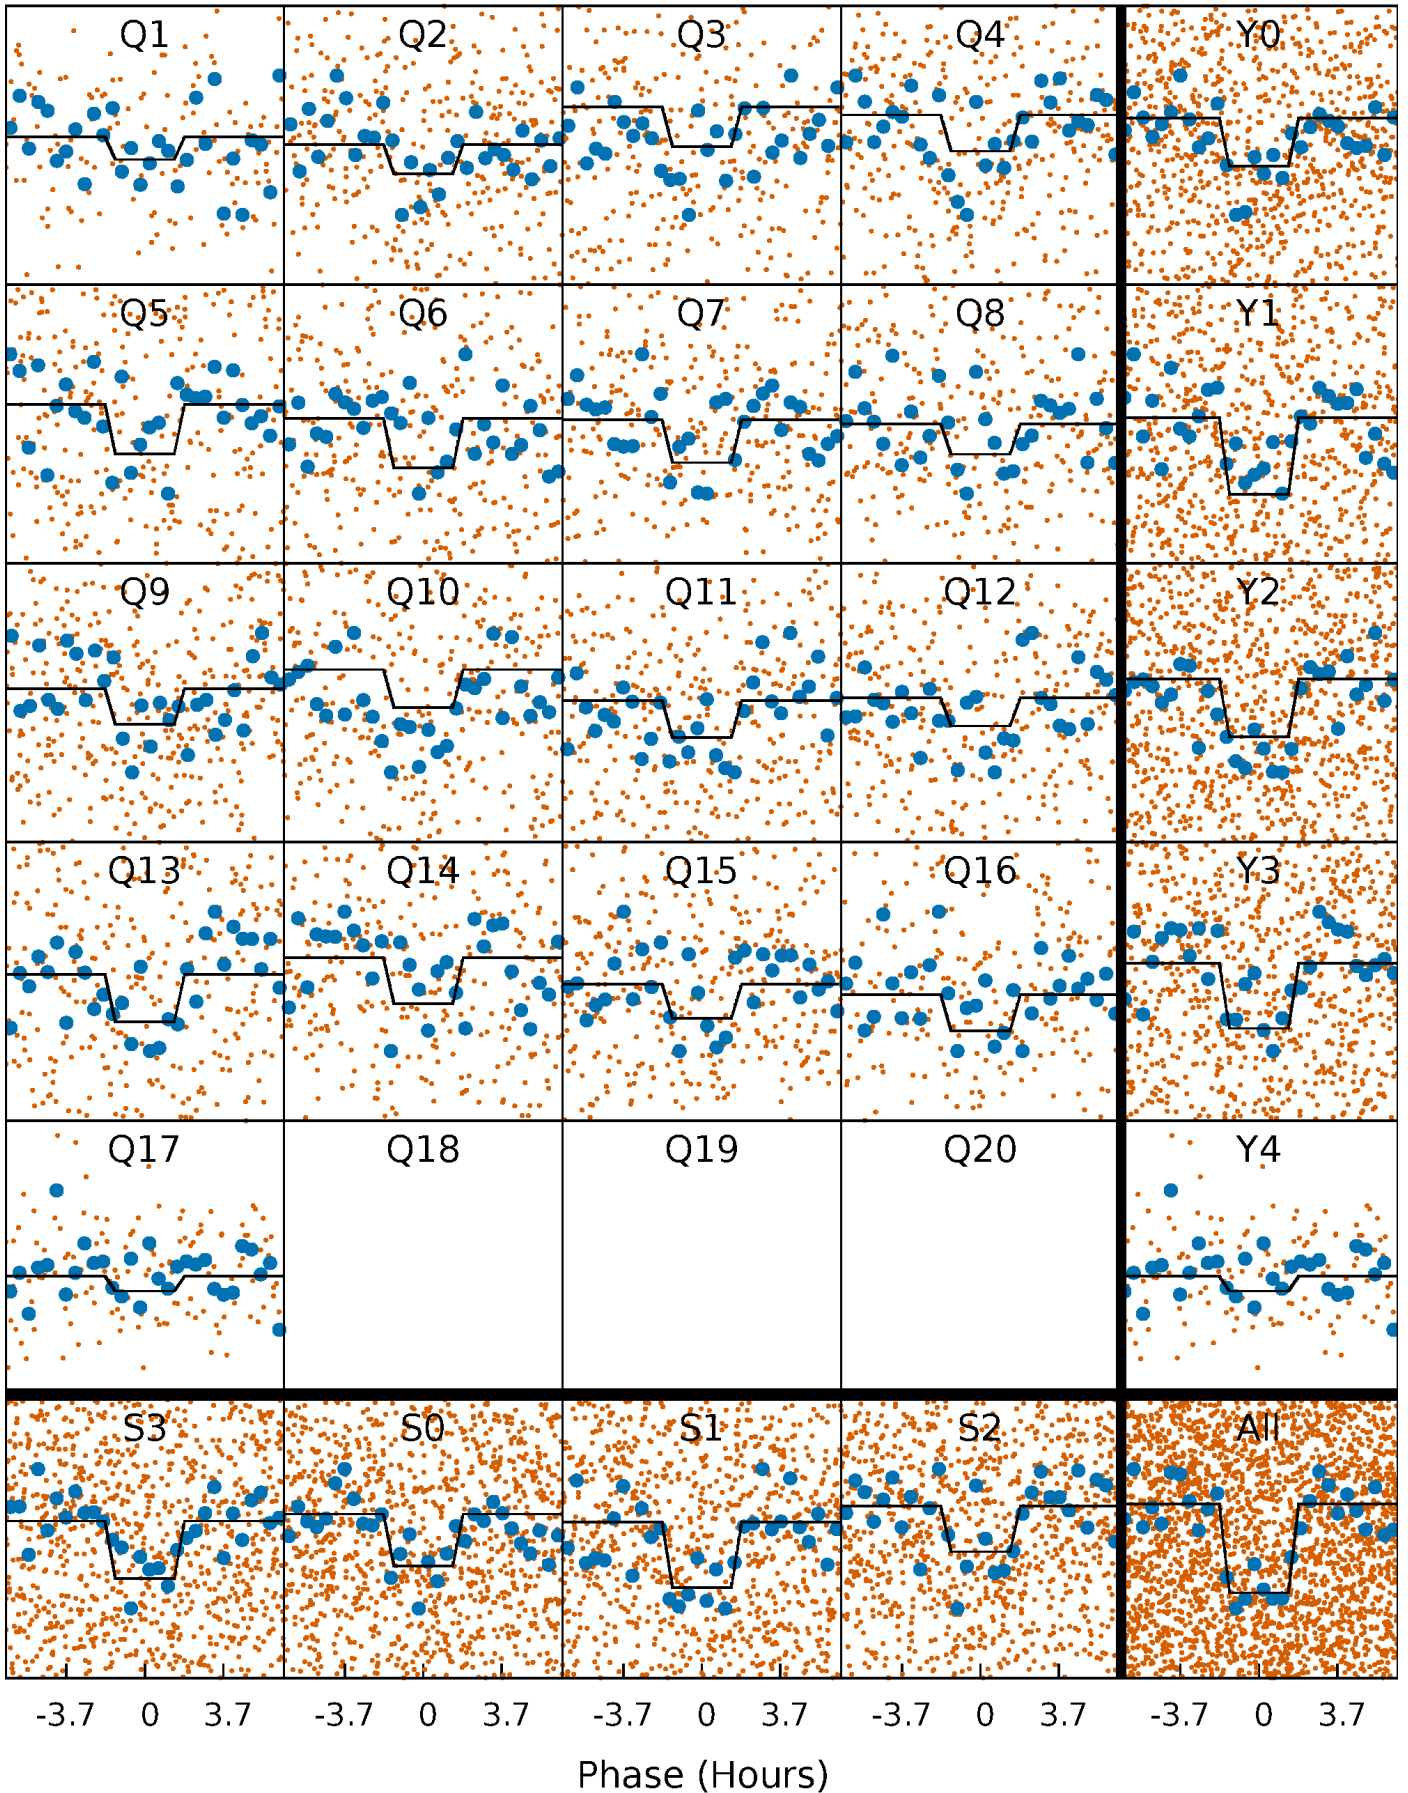 Q1 Q2 Q3 Q4 Y0
Q5 Q6 Q7 Q8 Y1
Q9 Q10 Q11 Q12 Y2
Q13 Q14 Q15 Q16 Y3
Q17 Q18 Q19 Q20 Y4
S3 S0 S1 S2 All
-3.7 0 3.7 -3.7 0 3.7 -3.7 0 3.7 -3.7 0 3.7 -3.7 0 3.7
Phase (Hours)